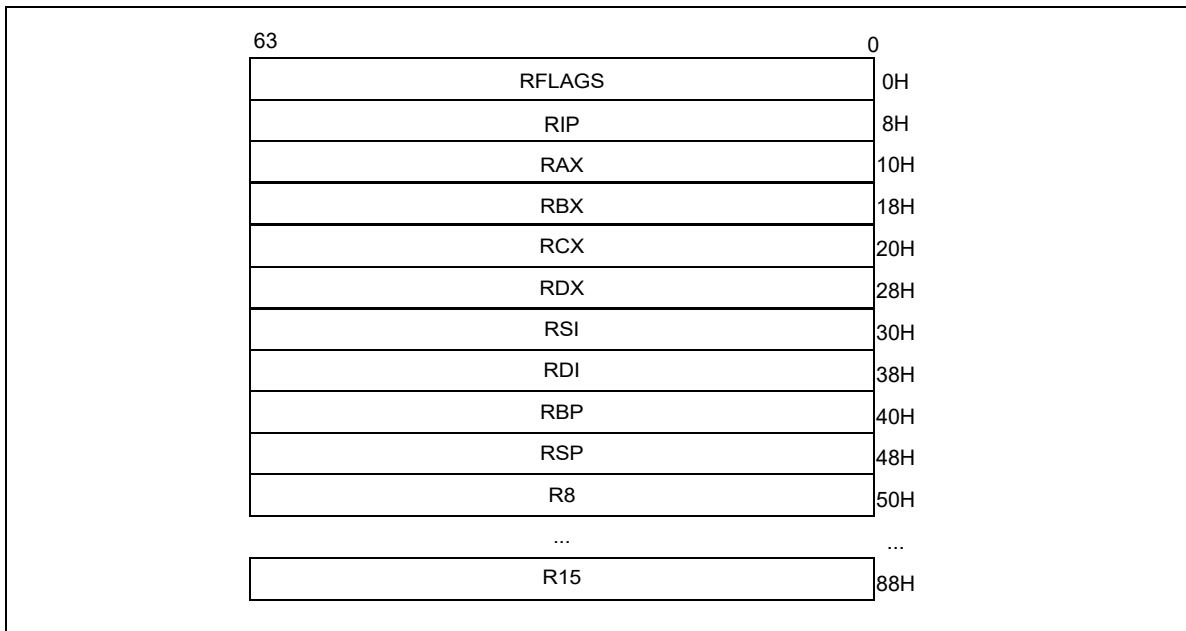 63 0
RFLAGS 0H
RIP 8H
RAX 10H
RBX 18H
RCX 20H
RDX 28H
RSI 30H
RDI 38H
RBP 40H
RSP 48H
R8 50H
... ...
R15 88H